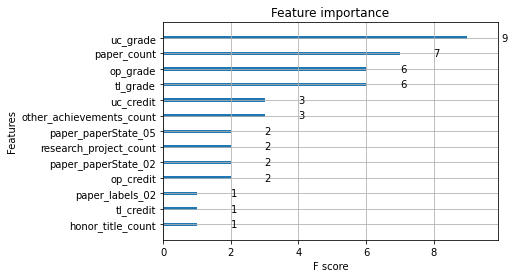 Feature importance
uc_grade 9
paper_count 7
op_grade 6
tl_grade 6
uc_credit 3
other_achievements_count 3
paper_paperState_05 2
research_project_count 2
paper_paperState_02 2
op_credit 2
paper_labels_02 1
tl_credit 1
honor_title_count 1
Features
0 2 4 6 8
F score